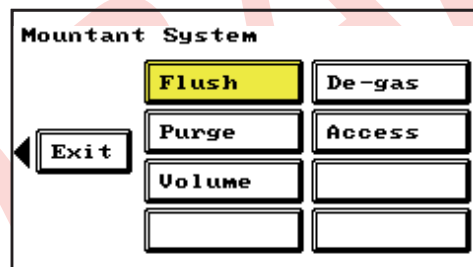 Mountant System
Flush De-gas
Purge Access
Exit
Volume